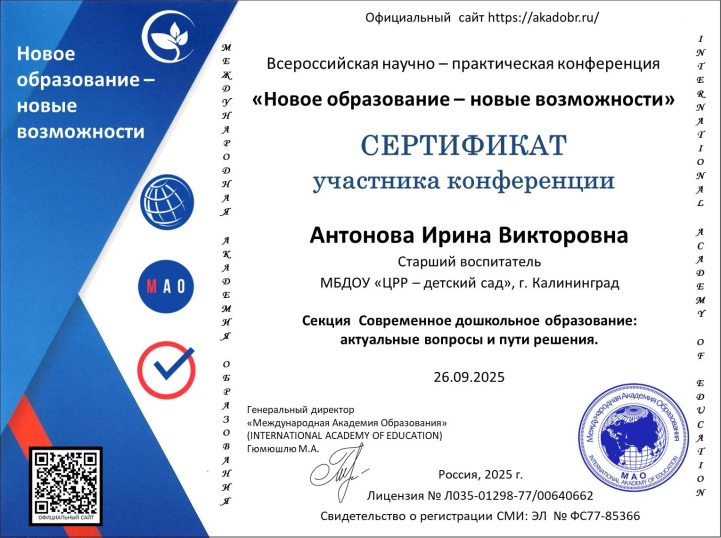 Официальный сайт https://akadobr.ru/
Новое
образование –
новые
возможности
Всероссийская научно – практическая конференция
«Новое образование – новые возможности»
СЕРТИФИКАТ
участника конференции
Антонова Ирина Викторовна
Старший воспитатель
МБДОУ «ЦРР – детский сад», г. Калининград
Секция Современное дошкольное образование:
актуальные вопросы и пути решения.
26.09.2025
МАО
МЕЖДУНАРОДНАЯ АКАДЕМИЯ ОБРАЗОВАНИЯ
INTERNATIONAL ACADEMY OF EDUCATION
Генеральный директор
«Международная Академия Образования»
(INTERNATIONAL ACADEMY OF EDUCATION)
Гюмюшлю М.А.
Международная Академия Образования
МАО
INTERNATIONAL AKADEMY OF EDUCATION
Россия, 2025 г.
Лицензия № Л035-01298-77/00640662
Свидетельство о регистрации СМИ: ЭЛ № ФС77-85366
ОФИЦИАЛЬНЫЙ САЙТ